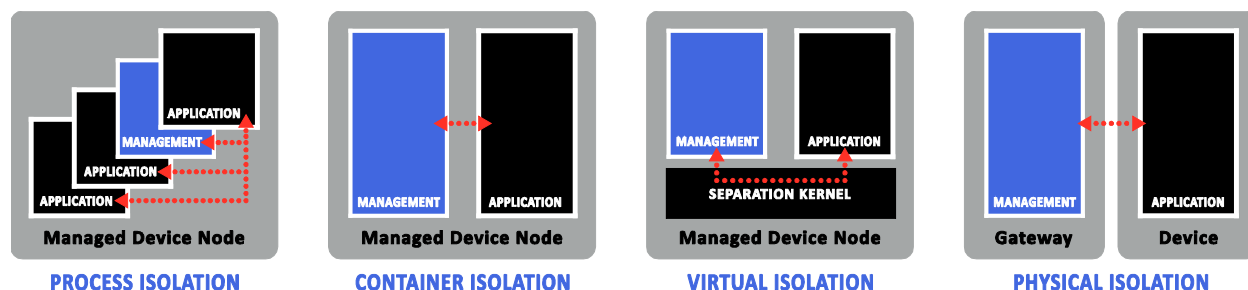 APPLICATION
MANAGEMENT
APPLICATION
APPLICATION
Managed Device Node
PROCESS ISOLATION
MANAGEMENT
APPLICATION
Managed Device Node
CONTAINER ISOLATION
MANAGEMENT
APPLICATION
SEPARATION KERNEL
Managed Device Node
VIRTUAL ISOLATION
MANAGEMENT
APPLICATION
Gateway
Device
PHYSICAL ISOLATION